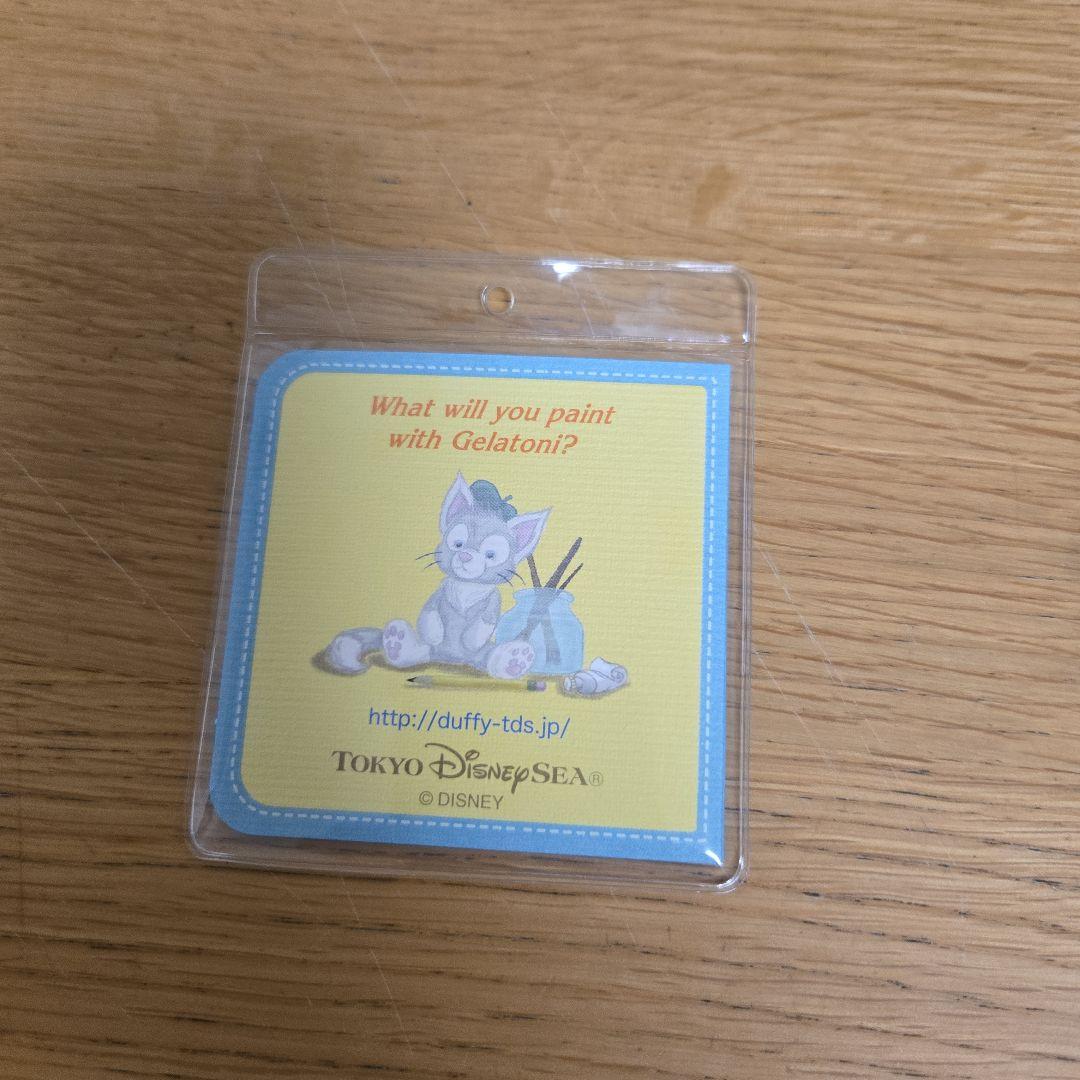 What will you paint
with Gelatoni?
http://duffy-tds.jp/
TOKYO DISNEYSEA®
© DISNEY